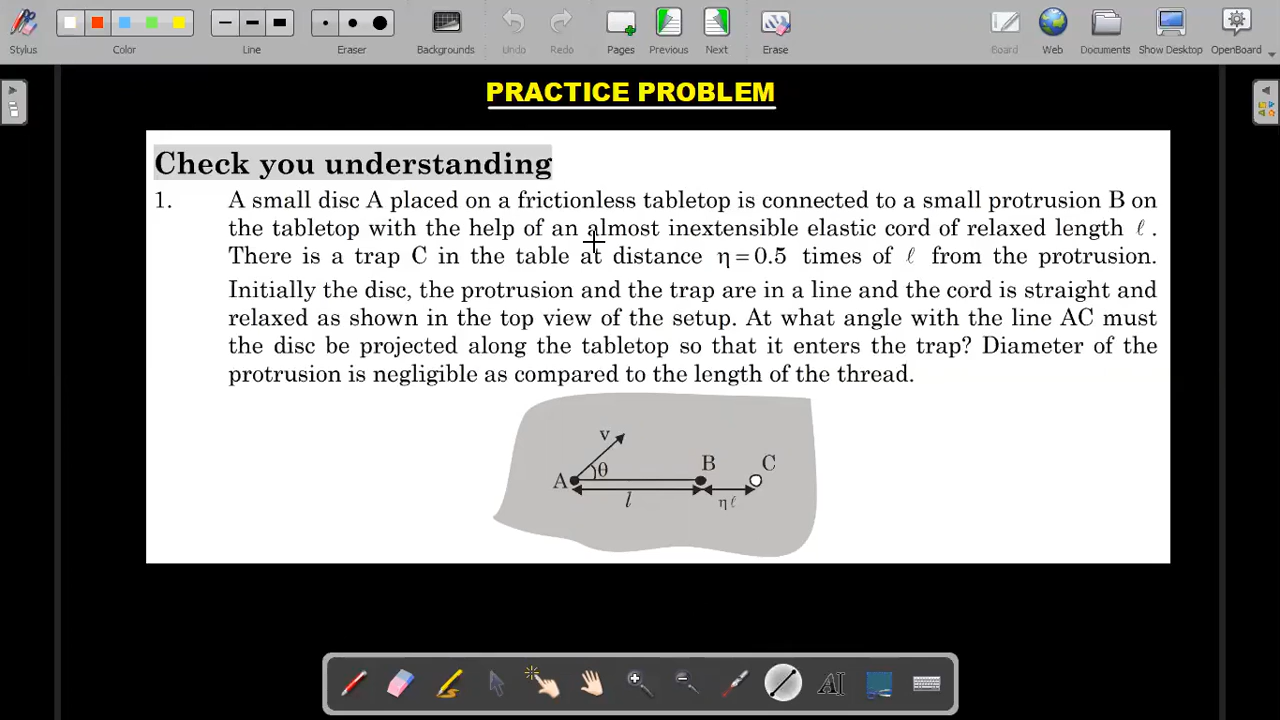 Stylus Color Line Eraser Backgrounds Undo Redo Pages Previous Next Erase Board Web Documents Show Desktop OpenBoard
PRACTICE PROBLEM
Check you understanding
1. A small disc A placed on a frictionless tabletop is connected to a small protrusion B on
the tabletop with the help of an almost inextensible elastic cord of relaxed length ℓ.
There is a trap C in the table at distance η = 0.5 times of ℓ from the protrusion.
Initially the disc, the protrusion and the trap are in a line and the cord is straight and
relaxed as shown in the top view of the setup. At what angle with the line AC must
the disc be projected along the tabletop so that it enters the trap? Diameter of the
protrusion is negligible as compared to the length of the thread.
v
B C
θ
A
l ηℓ
AI